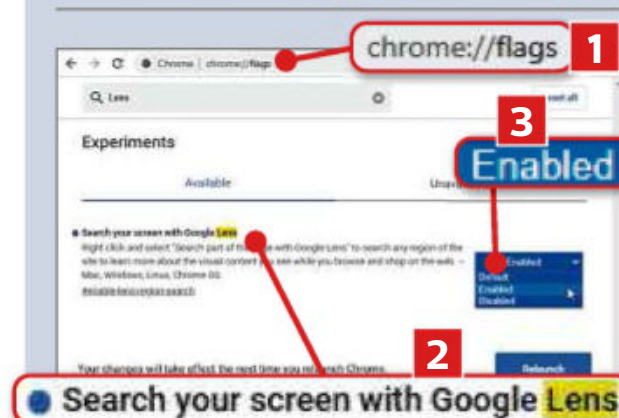 chrome://flags 1
Chrome | chrome://flags
Lens
3
Experiments
Enabled
Available
Search your screen with Google Lens
Right click and select "Search part of the page with Google Lens" to search any region of the
site to learn more about the visual content you see while you browse and shop on the web. –
Mac, Windows, Linux, Chrome OS
#enable-lens-region-search
Enabled
Default
Enabled
Disabled
2
Your changes will take effect the next time you relaunch Chrome.
Relaunch
Search your screen with Google Lens